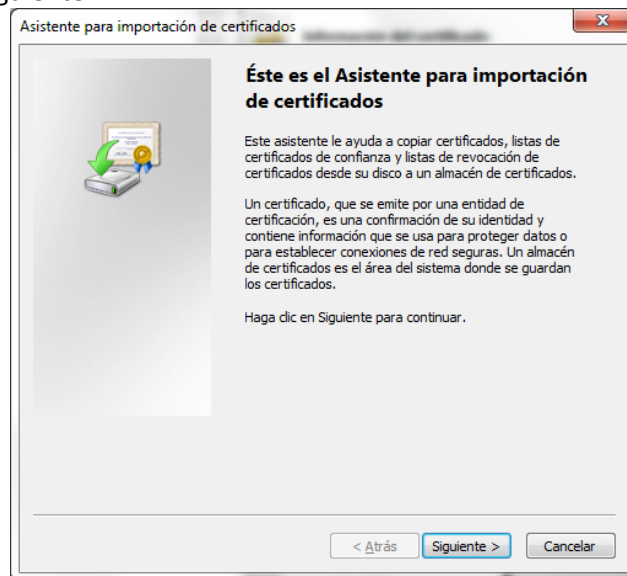 Asistente para importación de certificados
Éste es el Asistente para importación
de certificados
Este asistente le ayuda a copiar certificados, listas de
certificados de confianza y listas de revocación de
certificados desde su disco a un almacén de certificados.
Un certificado, que se emite por una entidad de
certificación, es una confirmación de su identidad y
contiene información que se usa para proteger datos o
para establecer conexiones de red seguras. Un almacén
de certificados es el área del sistema donde se guardan
los certificados.
Haga clic en Siguiente para continuar.
< Atrás
Siguiente >
Cancelar